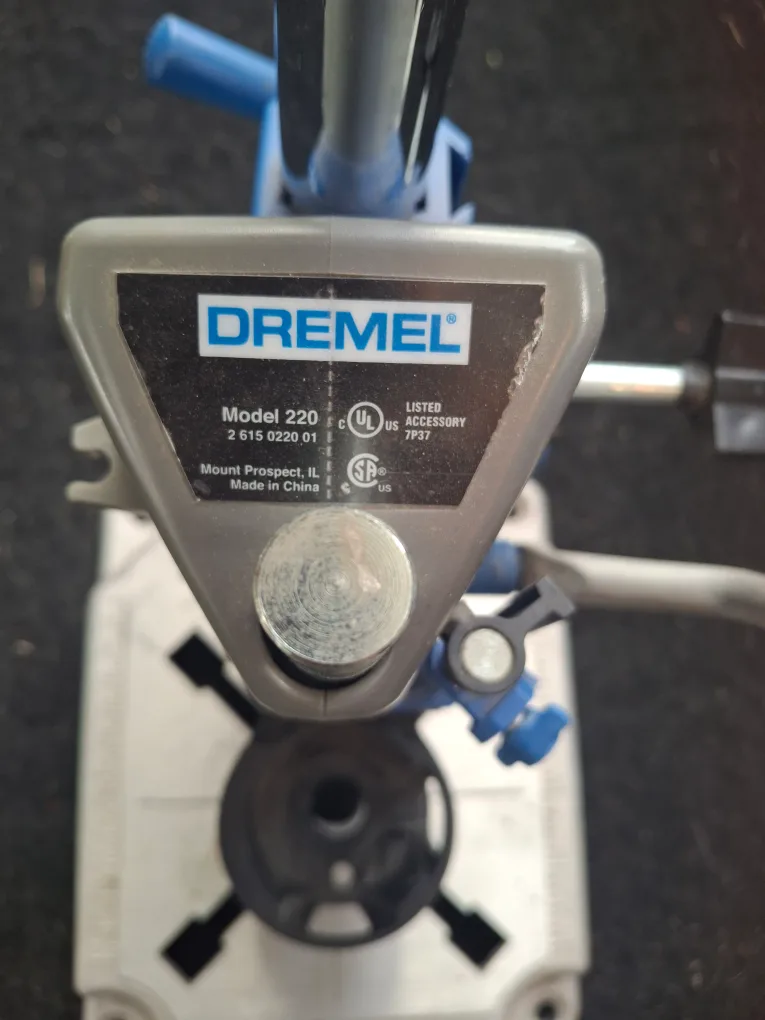 DREMEL®
Model 220
2 615 0220 01
C UL US LISTED
ACCESSORY
7P37
Mount Prospect, IL
Made in China
SA® US